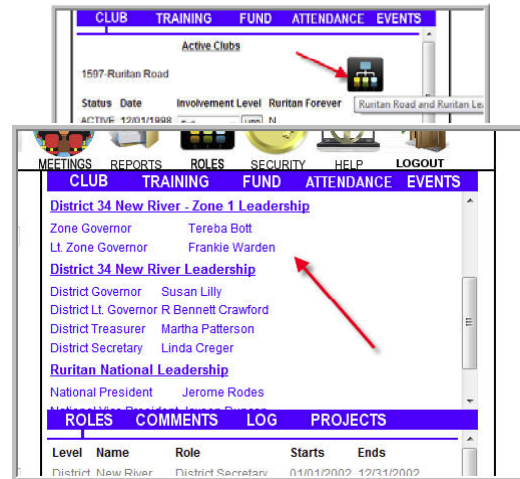 CLUB TRAINING FUND ATTENDANCE EVENTS
Active Clubs
1597-Ruritan Road
Ruritan Road and Ruritan Le
Status Date Involvement Level Ruritan Forever
ACTIVE 12/01/1998 N
MEETINGS REPORTS ROLES SECURITY HELP LOGOUT
CLUB TRAINING FUND ATTENDANCE EVENTS
District 34 New River - Zone 1 Leadership
Zone Governor Tereba Bott
Lt. Zone Governor Frankie Warden
District 34 New River Leadership
District Governor Susan Lilly
District Lt. Governor R Bennett Crawford
District Treasurer Martha Patterson
District Secretary Linda Creger
Ruritan National Leadership
National President Jerome Rodes
ROLES COMMENTS LOG PROJECTS
Level Name Role Starts Ends
District New River District Secretary 01/01/2002 12/31/2002